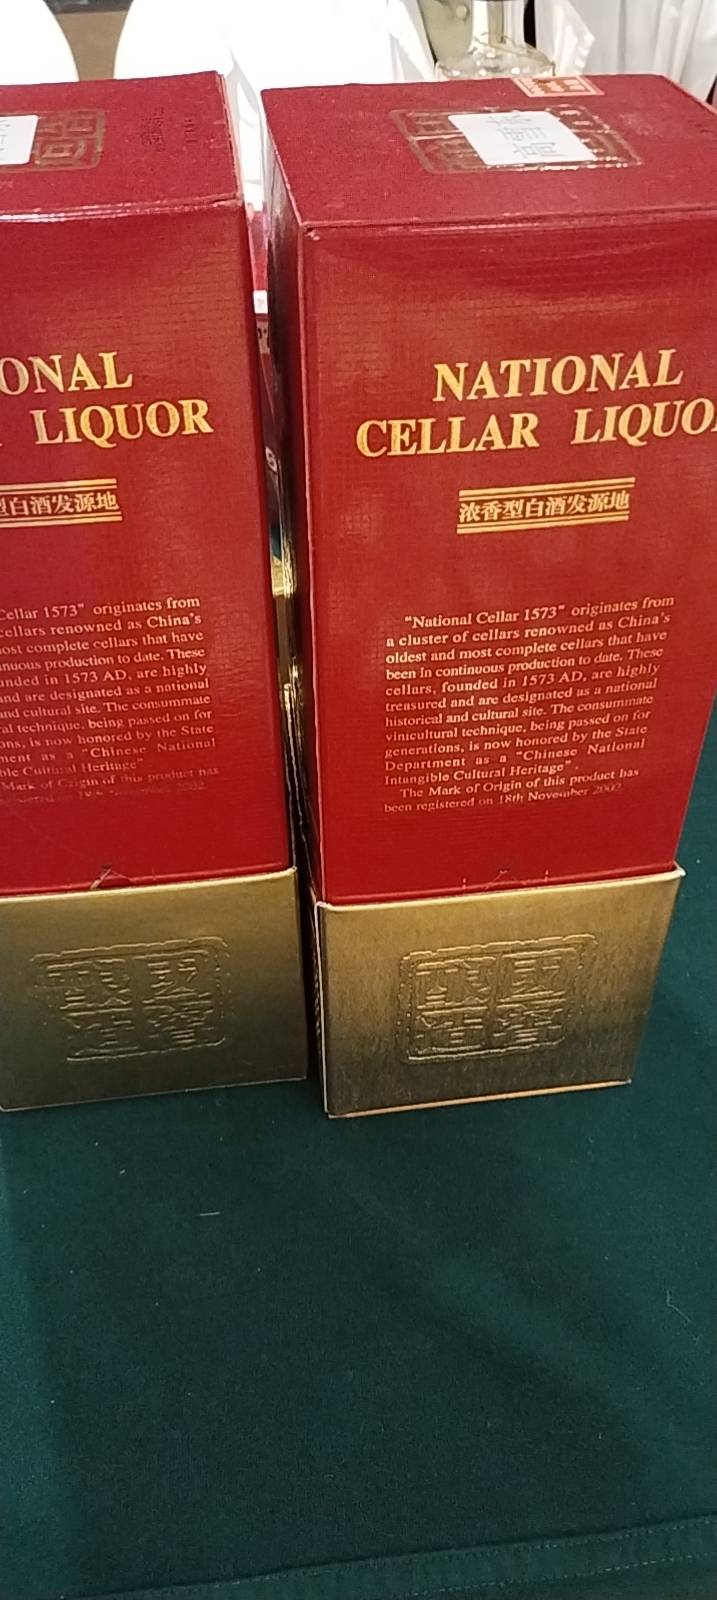 ONAL
LIQUOR
型白酒发源地
Cellar 1573" originates from
cellars renowned as China's
ost complete cellars that have
nuous production to date. These
unded in 1573 AD, are highly
nd are designated as a national
and cultural site. The consummate
ral technique, being passed on for
ons, is now honored by the State
ment as a "Chinese National
ble Cultural Heritage"
Mark of Origin of this product has
2002
NATIONAL
CELLAR LIQUO
浓香型白酒发源地
"National Cellar 1573" originates from
a cluster of cellars renowned as China's
oldest and most complete cellars that have
been in continuous production to date. These
cellars, founded in 1573 AD, are highly
treasured and are designated as a national
historical and cultural site. The consummate
vinicultural technique, being passed on for
generations, is now honored by the State
Department as a "Chinese National
Intangible Cultural Heritage".
The Mark of Origin of this product has
been registered on 18th November 2002